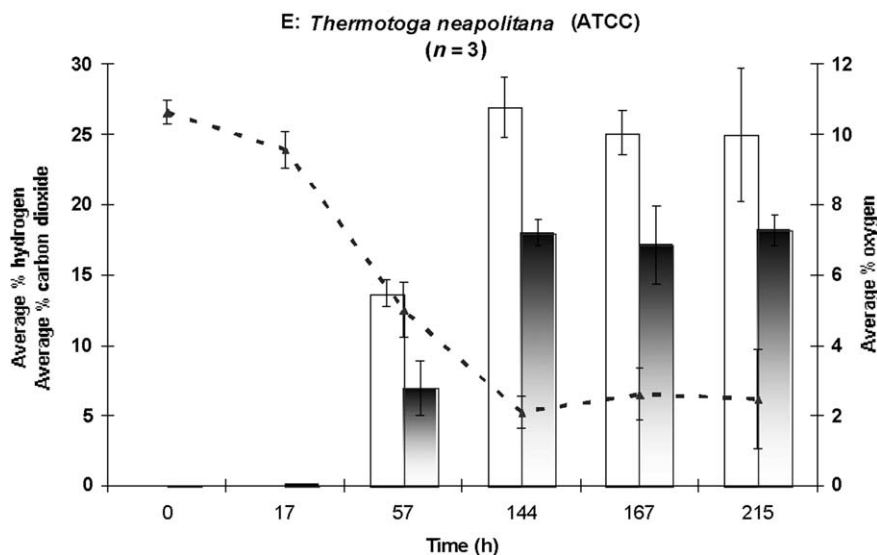 E: Thermotoga neapolitana (ATCC)
(n = 3)
30
25
20
15
10
5
0
Average % hydrogen
Average % carbon dioxide
12
10
8
6
4
2
0
Average % oxygen
0 17 57 144 167 215
Time (h)